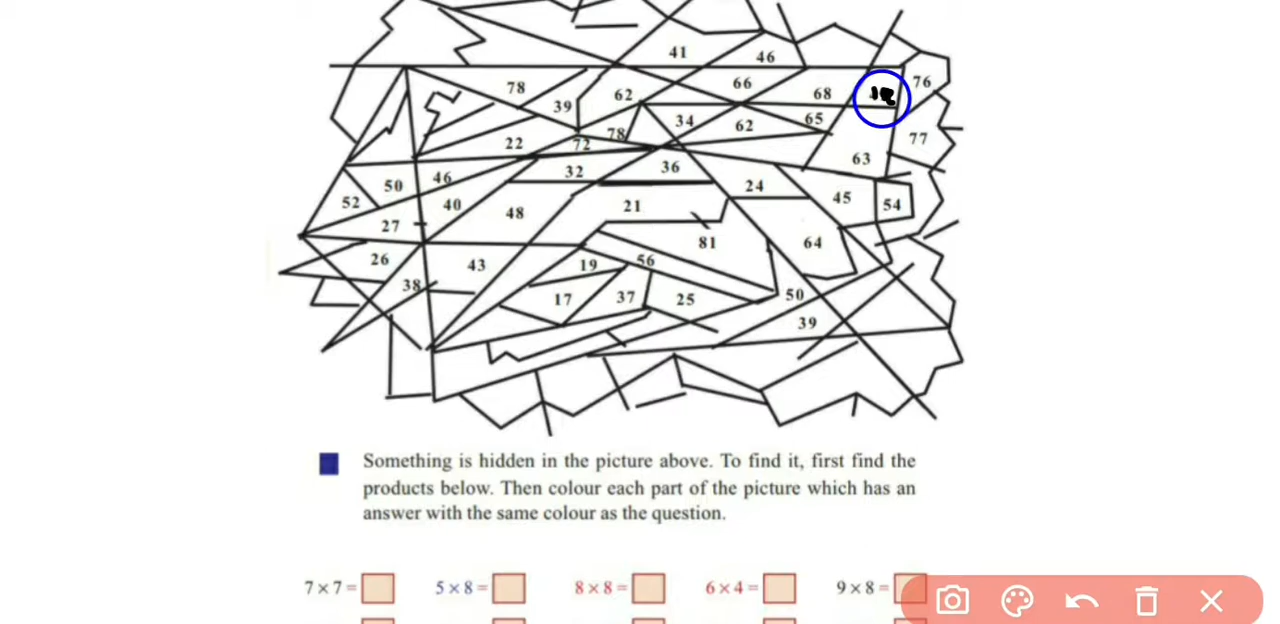 41 46
76
78 66 68 18
39 62
34 62 65
22 72 78 77
63
32 36
50 46 24
52 40 45 54
48 21
27
81 64
26 43 19 56
38
17 37 25 50
39
Something is hidden in the picture above. To find it, first find the
products below. Then colour each part of the picture which has an
answer with the same colour as the question.
7 × 7 = 5 × 8 = 8 × 8 = 6 × 4 = 9 × 8 =